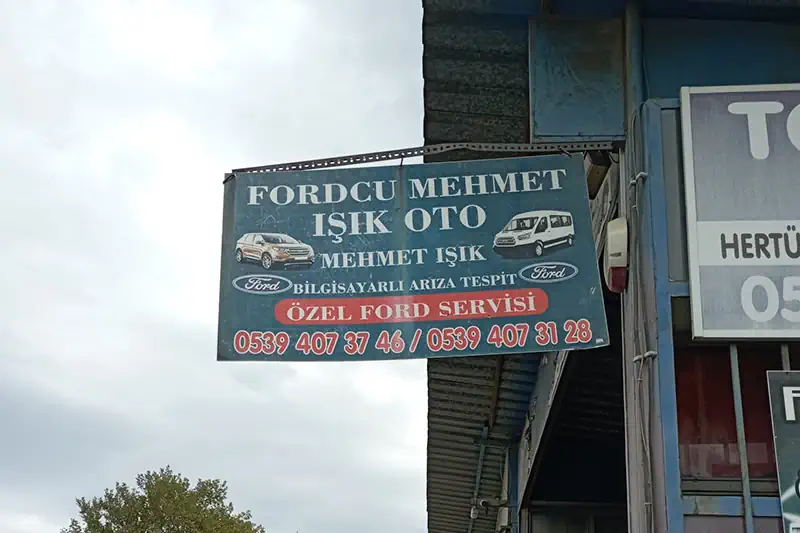 FORDCU MEHMET
IŞIK OTO
MEHMET IŞIK
Ford
BİLGİSAYARLI ARIZA TESPİT
Ford
ÖZEL FORD SERVİSİ
0539 407 37 46 / 0539 407 31 28